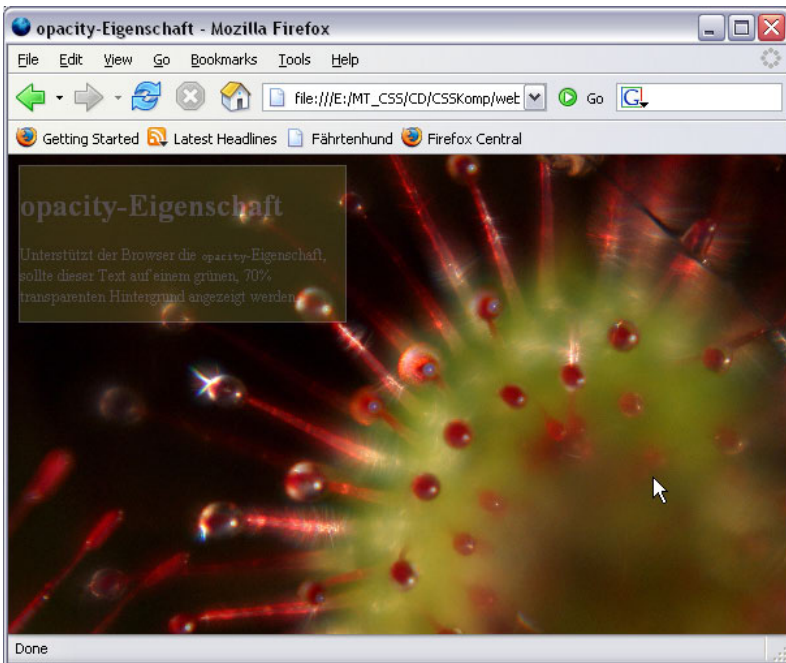 opacity-Eigenschaft - Mozilla Firefox
File Edit View Go Bookmarks Tools Help
file:///E:/MT_CSS/CD/CSSKomp/web Go G
Getting Started Latest Headlines Fährtenhund Firefox Central
opacity-Eigenschaft
Unterstützt der Browser die opacity-Eigenschaft,
sollte dieser Text auf einem grünen, 70%
transparenten Hintergrund angezeigt werden.
Done